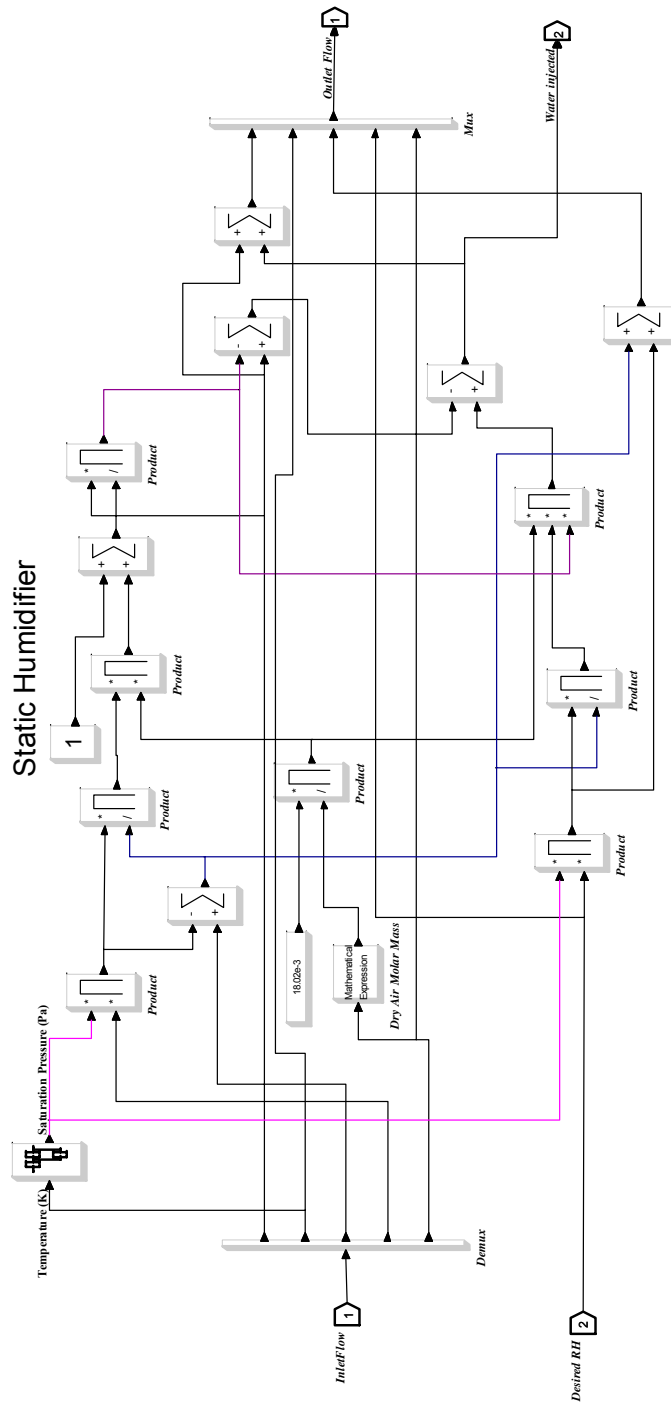 Static Humidifier
Temperature (K)
Saturation Pressure (Pa)
1
* *
Product
* /
Product
* *
Product
+ +
* /
Product
- +
- +
+ +
18.02e-3
Mathematical
Expression
Dry Air Molar Mass
* /
Product
InletFlow
1
Demux
Mux
Outlet Flow
1
- +
* * *
Product
* /
Product
* *
Product
+ +
Desired RH
2
Water injected
2